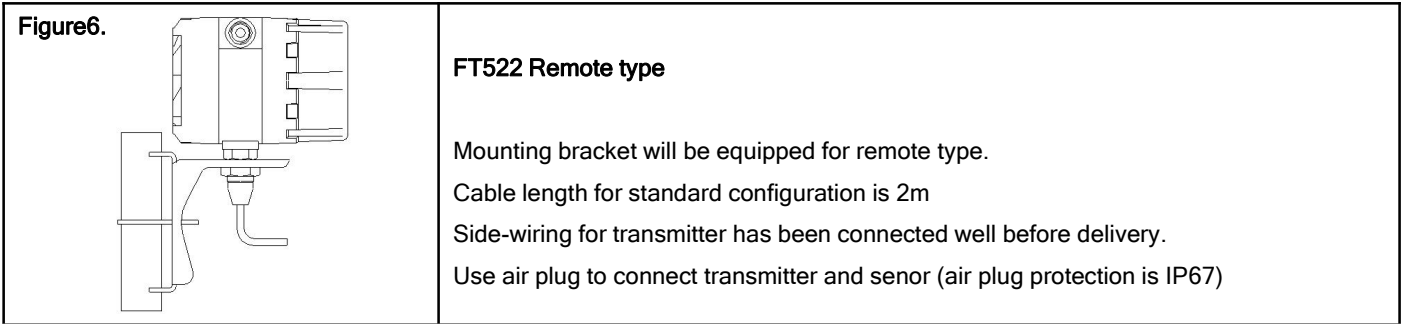 Figure6.
FT522 Remote type
Mounting bracket will be equipped for remote type.
Cable length for standard configuration is 2m
Side-wiring for transmitter has been connected well before delivery.
Use air plug to connect transmitter and senor (air plug protection is IP67)